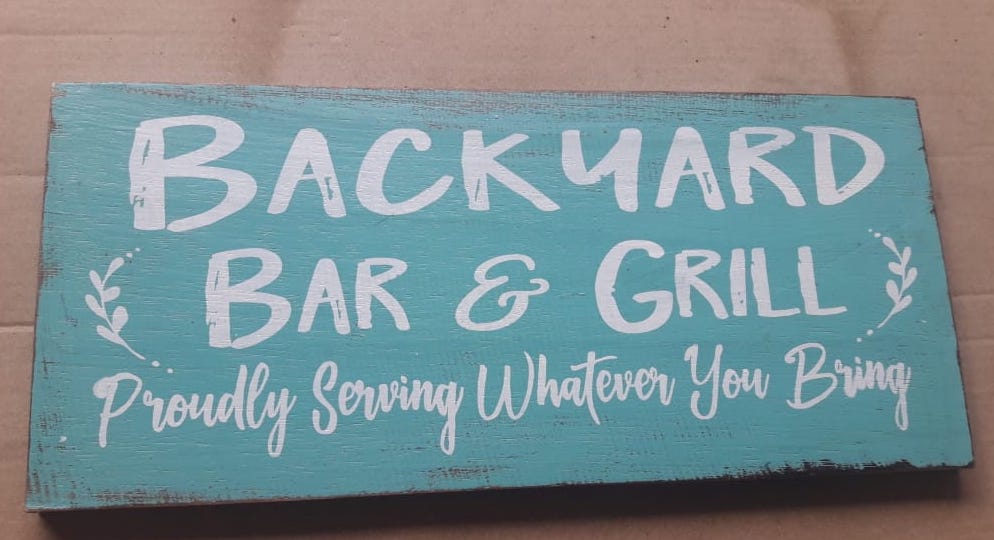 BACKYARD
BAR & GRILL
Proudly Serving Whatever You Bring